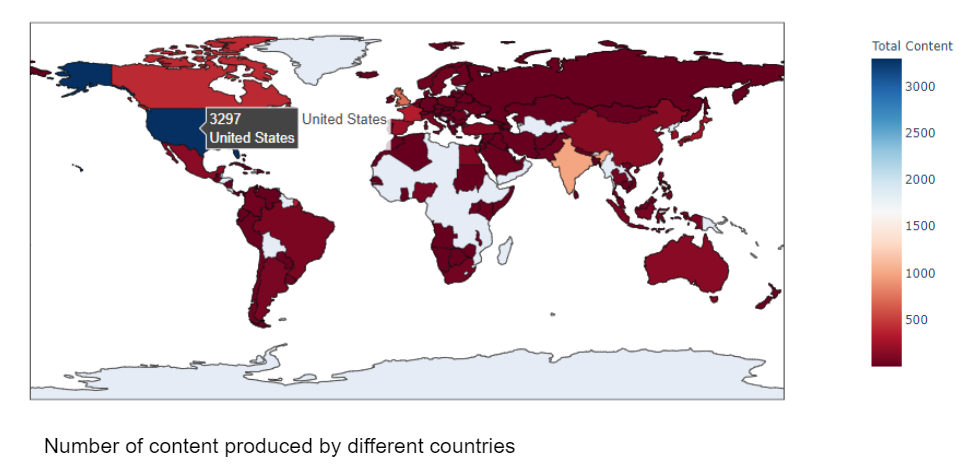 Total Content
3000
2500
2000
1500
1000
500
3297
United States
United States
Number of content produced by different countries